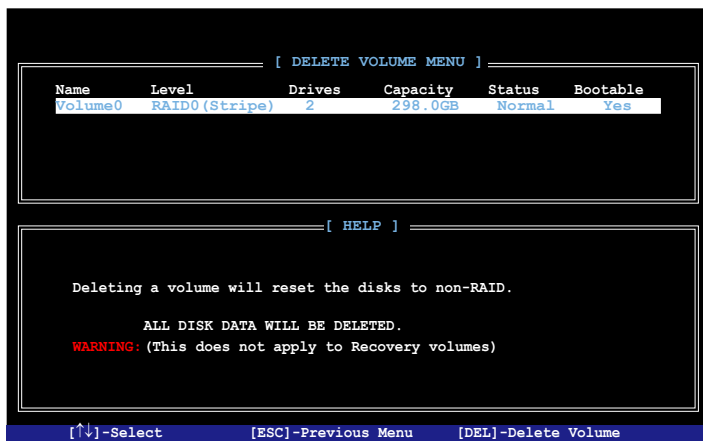 [ DELETE VOLUME MENU ]
Name Level Drives Capacity Status Bootable
Volume0 RAID0(Stripe) 2 298.0GB Normal Yes
[ HELP ]
Deleting a volume will reset the disks to non-RAID.
ALL DISK DATA WILL BE DELETED.
WARNING: (This does not apply to Recovery volumes)
[↑↓]-Select [ESC]-Previous Menu [DEL]-Delete Volume